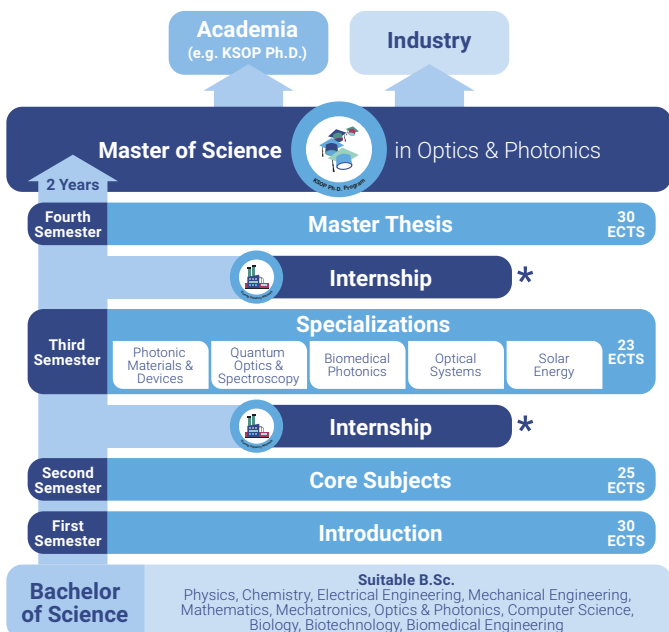 Academia
(e.g. KSOP Ph.D.)
Industry
Master of Science in Optics & Photonics
KSOP Ph.D. Program
2 Years
Fourth
Semester
Master Thesis
30
ECTS
Internship *
Third
Semester
Specializations
Photonic
Materials &
Devices
Quantum
Optics &
Spectroscopy
Biomedical
Photonics
Optical
Systems
Solar
Energy
23
ECTS
Internship *
Second
Semester
Core Subjects
25
ECTS
First
Semester
Introduction
30
ECTS
Bachelor
of Science
Suitable B.Sc.
Physics, Chemistry, Electrical Engineering, Mechanical Engineering,
Mathematics, Mechatronics, Optics & Photonics, Computer Science,
Biology, Biotechnology, Biomedical Engineering